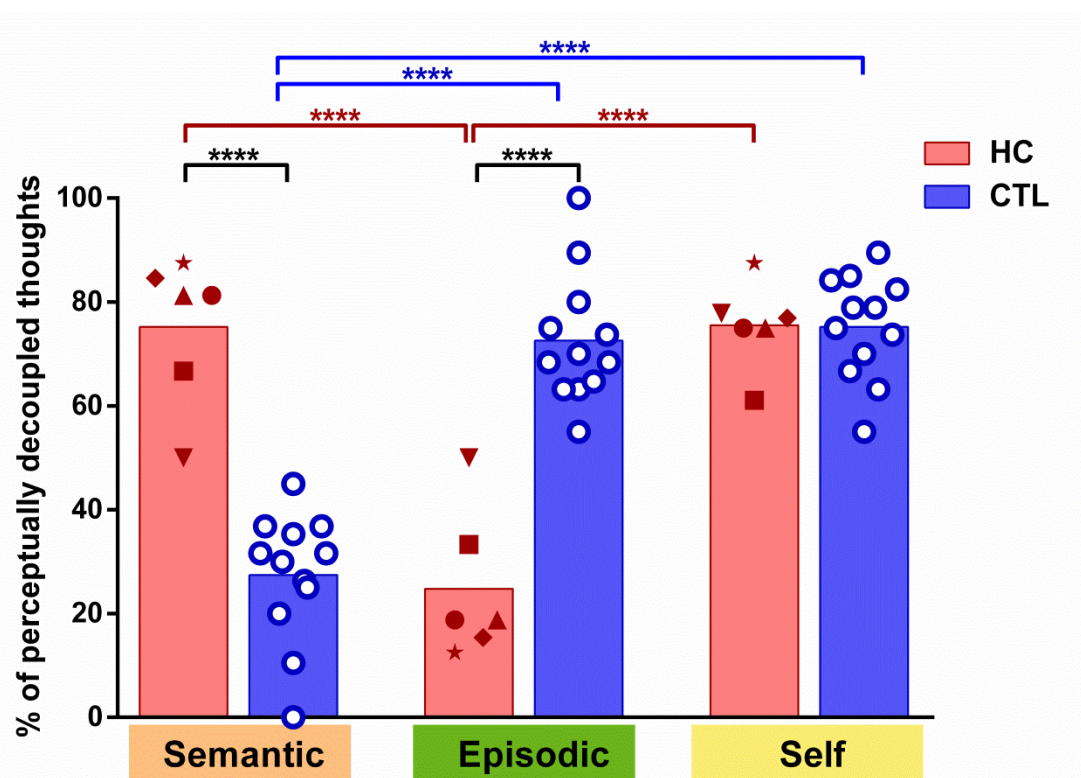 ****
****
**** ****
**** ****
HC
CTL
% of perceptually decoupled thoughts
100
80
60
40
20
0
Semantic Episodic Self